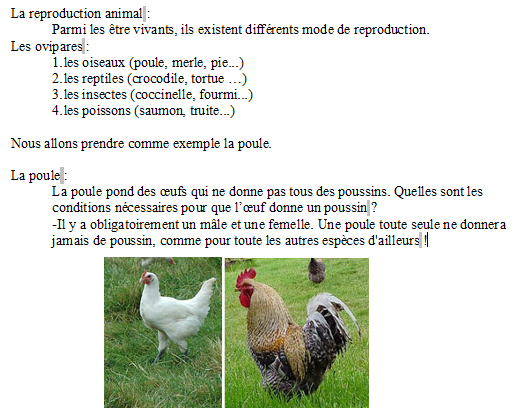 La reproduction animal :
Parmi les être vivants, ils existent différents mode de reproduction.
Les ovipares :
1.les oiseaux (poule, merle, pie...)
2.les reptiles (crocodile, tortue …)
3.les insectes (coccinelle, fourmi...)
4.les poissons (saumon, truite...)
Nous allons prendre comme exemple la poule.
La poule :
La poule pond des œufs qui ne donne pas tous des poussins. Quelles sont les
conditions nécessaires pour que l’œuf donne un poussin ?
-Il y a obligatoirement un mâle et une femelle. Une poule toute seule ne donnera
jamais de poussin, comme pour toute les autres espèces d'ailleurs !